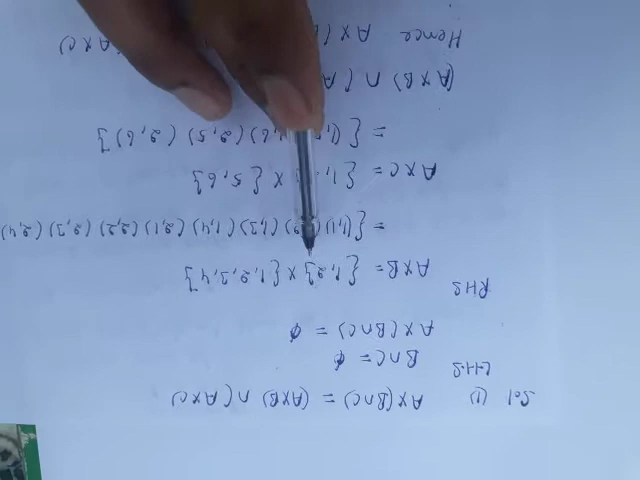 Sol (i) A×(B∩C) = (A×B) ∩ (A×C)
LHS B∩C = φ
A×(B∩C) = φ
RHS A×B = {1,2} × {1,2,3,4}
= {(1,1) (1,3) (1,4) (2,1) (2,2) (2,3) (2,4)
A×C = {1, } × {5,6}
= {(1, 6) (2,5) (2,6)}
(A×B) ∩ (A
Hence A×( (A×C)